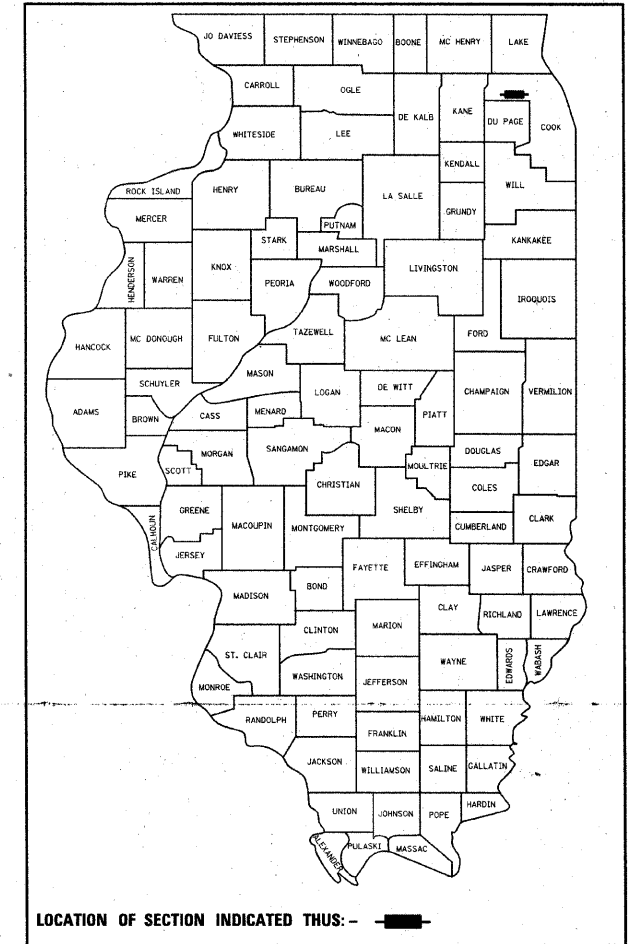 JO DAVIESS STEPHENSON WINNEBAGO BOONE MC HENRY LAKE
CARROLL OGLE DE KALB KANE DU PAGE COOK
WHITESIDE LEE
KENDALL
ROCK ISLAND HENRY BUREAU LA SALLE GRUNDY WILL
MERCER
PUTNAM
STARK MARSHALL KANKAKEE
HENDERSON WARREN KNOX PEORIA WOODFORD LIVINGSTON IROQUOIS
HANCOCK MC DONOUGH FULTON TAZEWELL MC LEAN FORD
MASON
SCHUYLER LOGAN DE WITT CHAMPAIGN VERMILION
ADAMS BROWN CASS MENARD MACON PIATT
MORGAN SANGAMON DOUGLAS EDGAR
PIKE SCOTT CHRISTIAN MOULTRIE COLES
GREENE MACOUPIN MONTGOMERY SHELBY CUMBERLAND CLARK
CALHOUN JERSEY
FAYETTE EFFINGHAM JASPER CRAWFORD
MADISON BOND
CLINTON MARION CLAY RICHLAND LAWRENCE
ST. CLAIR WASHINGTON WAYNE EDWARDS WABASH
MONROE JEFFERSON
RANDOLPH PERRY HAMILTON WHITE
FRANKLIN
JACKSON WILLIAMSON SALINE GALLATIN
UNION JOHNSON POPE HARDIN
ALEXANDER PULASKI MASSAC
LOCATION OF SECTION INDICATED THUS: -